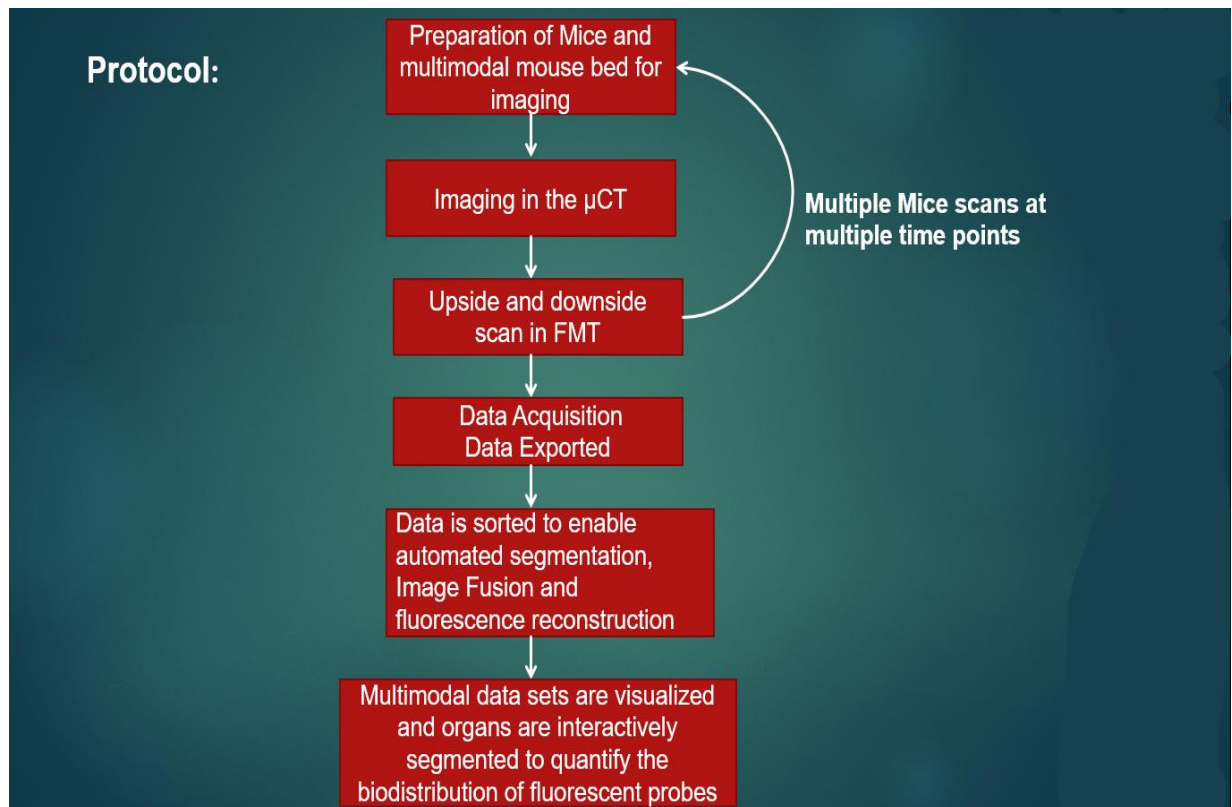 Protocol:
Preparation of Mice and
multimodal mouse bed for
imaging
Imaging in the µCT
Multiple Mice scans at
multiple time points
Upside and downside
scan in FMT
Data Acquisition
Data Exported
Data is sorted to enable
automated segmentation,
Image Fusion and
fluorescence reconstruction
Multimodal data sets are visualized
and organs are interactively
segmented to quantify the
biodistribution of fluorescent probes